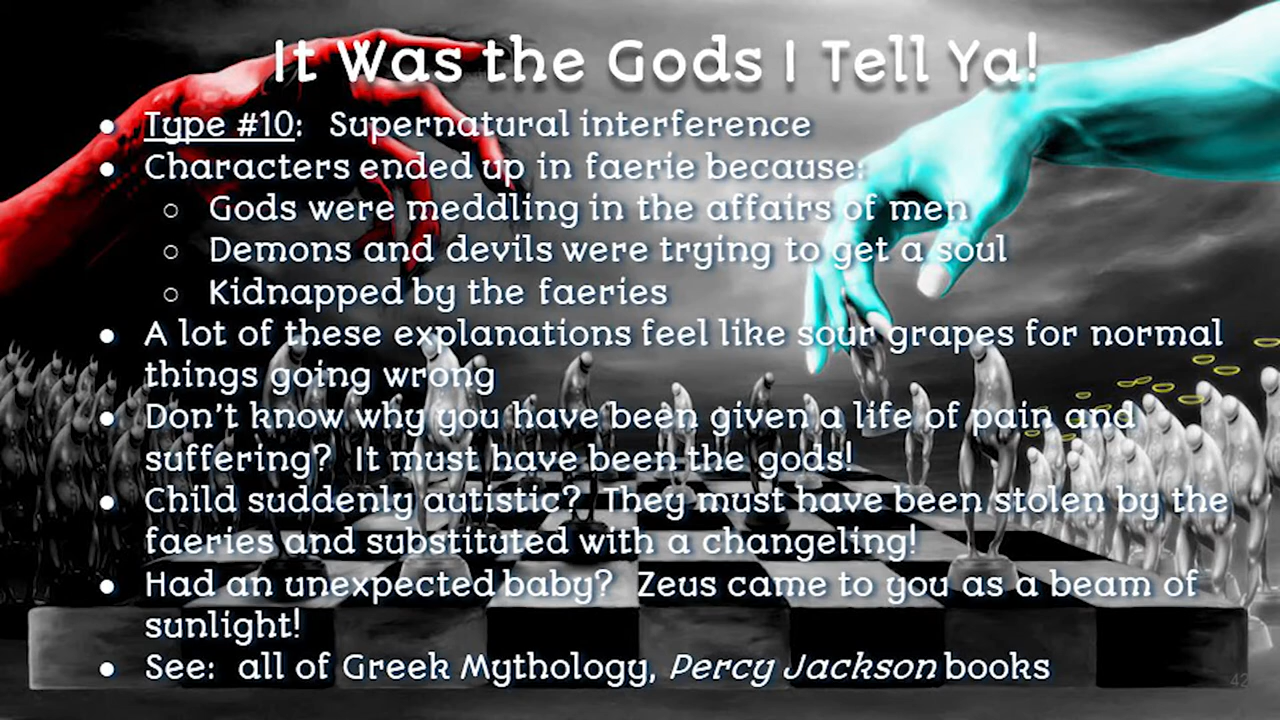 It Was the Gods I Tell Ya!
● Type #10: Supernatural interference
● Characters ended up in faerie because:
○ Gods were meddling in the affairs of men
○ Demons and devils were trying to get a soul
○ Kidnapped by the faeries
● A lot of these explanations feel like sour grapes for normal
things going wrong
● Don't know why you have been given a life of pain and
suffering? It must have been the gods!
● Child suddenly autistic? They must have been stolen by the
faeries and substituted with a changeling!
● Had an unexpected baby? Zeus came to you as a beam of
sunlight!
● See: all of Greek Mythology, Percy Jackson books
42